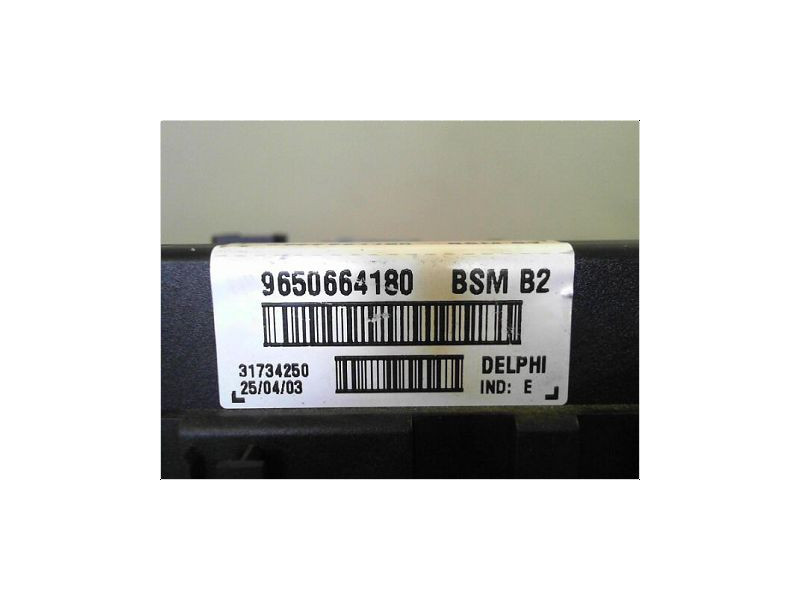 9650664180 BSM B2
31734250 DELPHI
25/04/03 IND: E